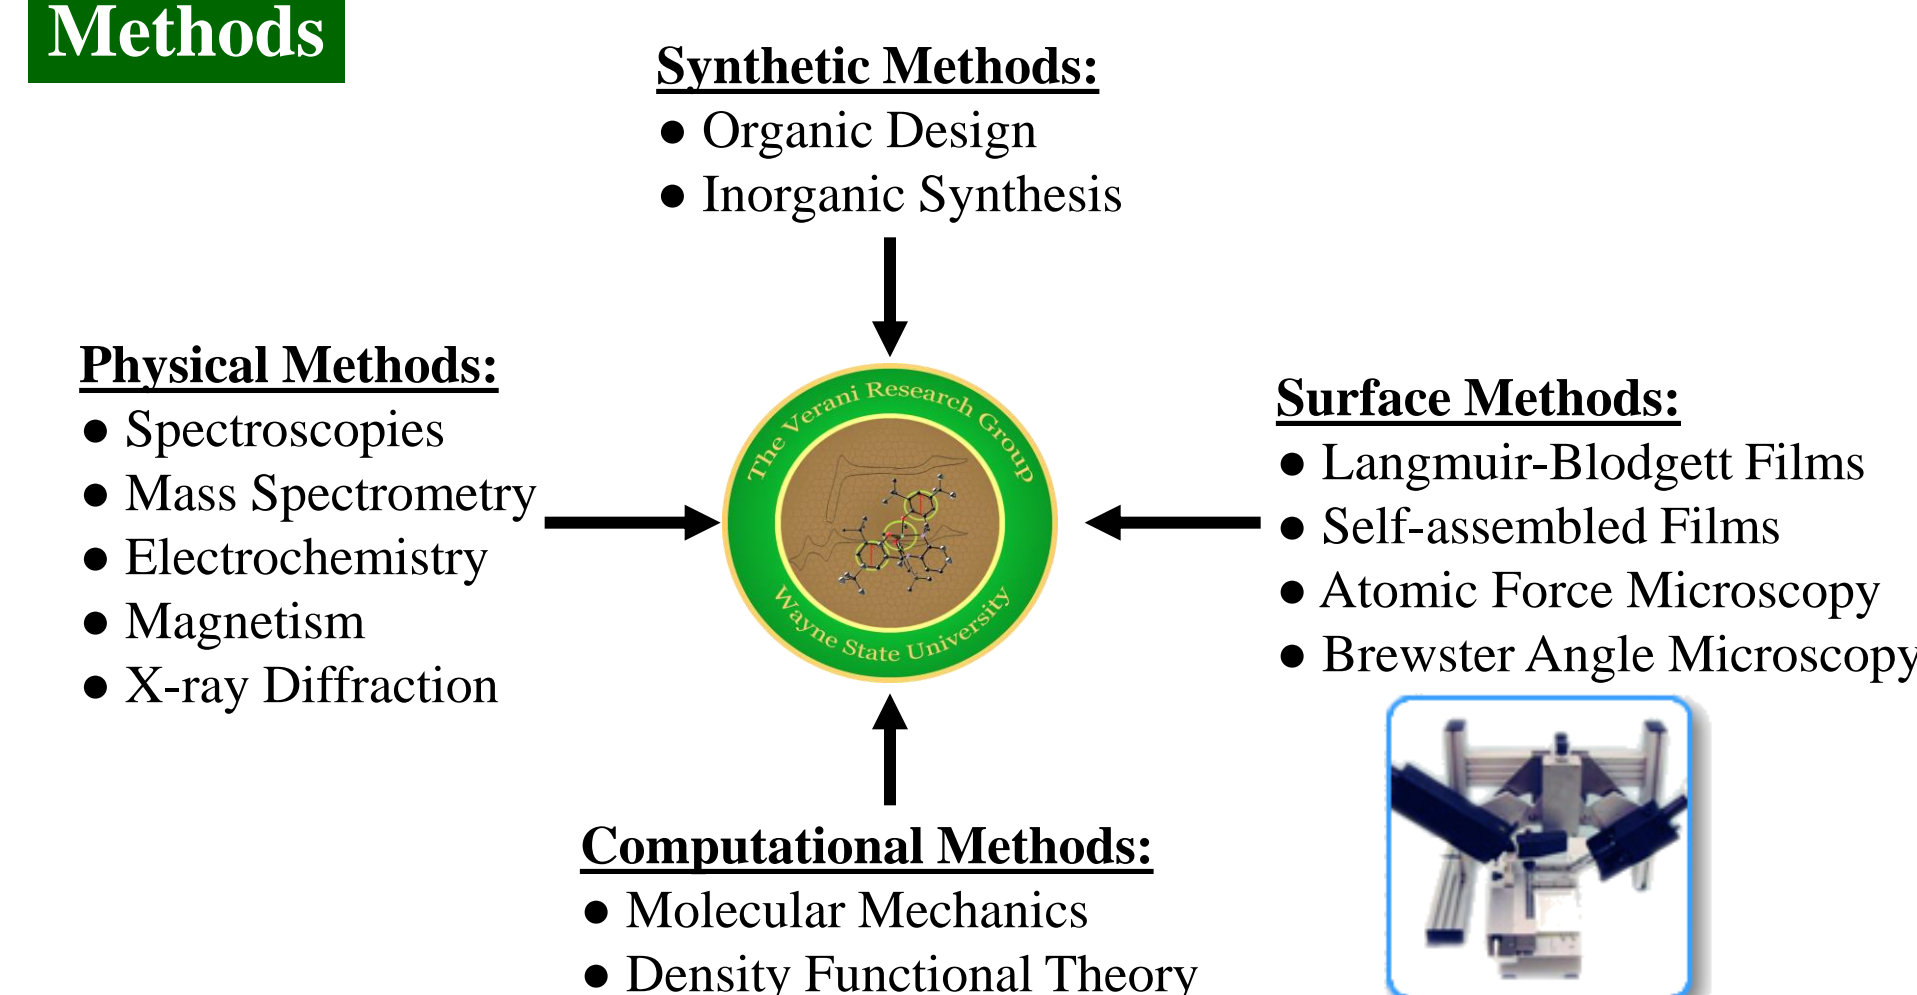 Methods
Synthetic Methods:
● Organic Design
● Inorganic Synthesis
Physical Methods:
● Spectroscopies
● Mass Spectrometry
● Electrochemistry
● Magnetism
● X-ray Diffraction
The Verani Research Group
Wayne State University
Surface Methods:
● Langmuir-Blodgett Films
● Self-assembled Films
● Atomic Force Microscopy
● Brewster Angle Microscopy
Computational Methods:
● Molecular Mechanics
● Density Functional Theory